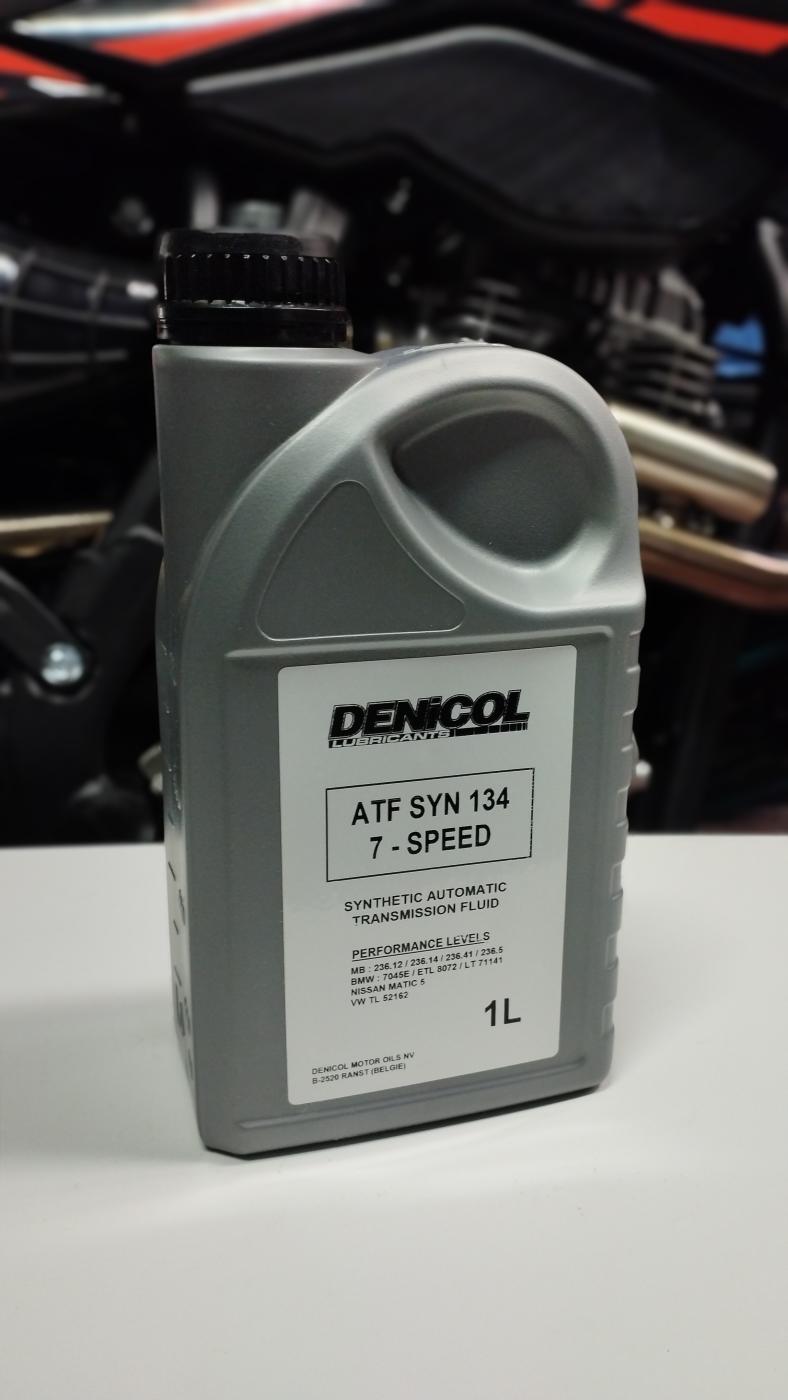 DENiCOL
LUBRICANTS
ATF SYN 134
7 - SPEED
SYNTHETIC AUTOMATIC
TRANSMISSION FLUID
PERFORMANCE LEVELS
MB : 236.12 / 236.14 / 236.41 / 236.5
BMW : 7045E / ETL 8072 / LT 71141
NISSAN MATIC 5
VW TL 52162
1L
DENICOL MOTOR OILS NV
B-2520 RANST (BELGIE)